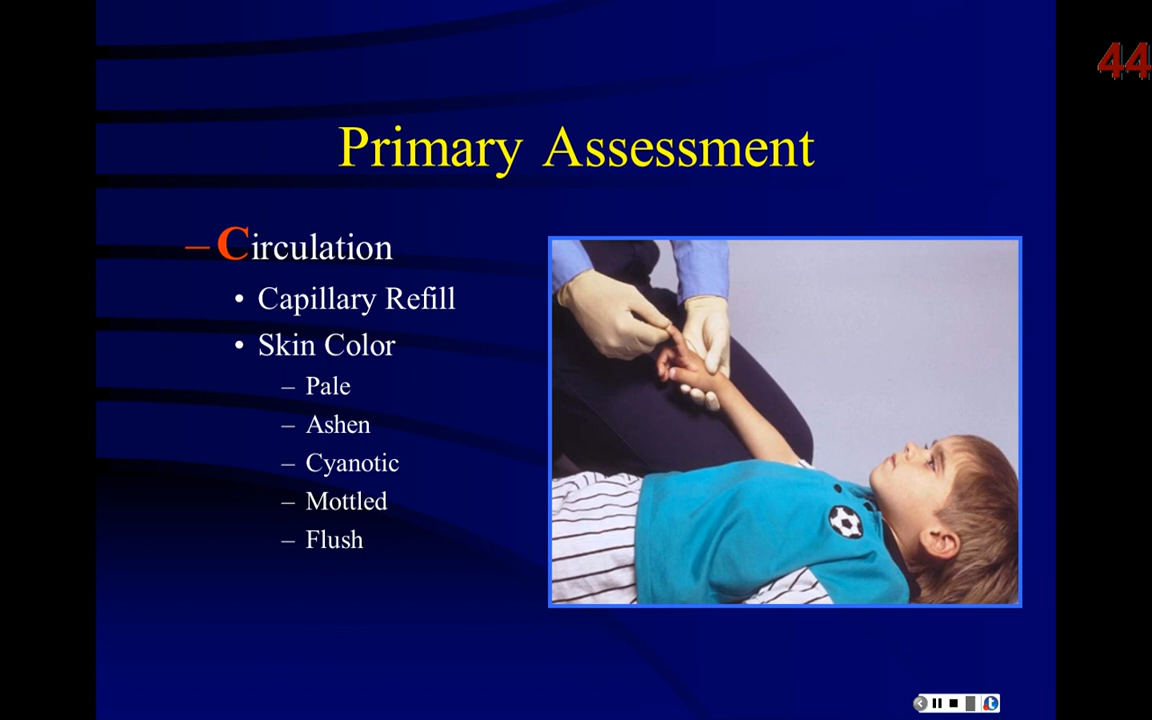 44
Primary Assessment
– Circulation
• Capillary Refill
• Skin Color
– Pale
– Ashen
– Cyanotic
– Mottled
– Flush